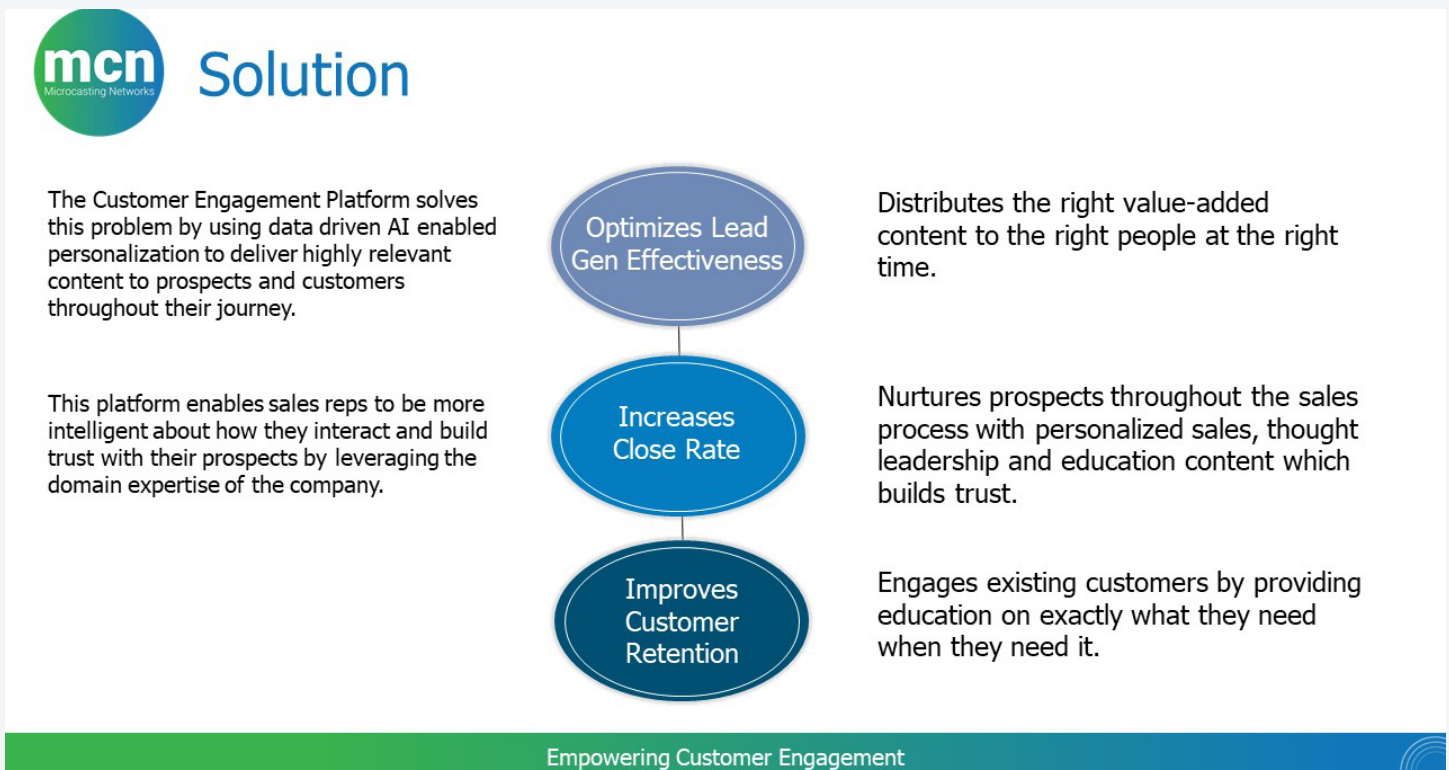 mcn
Microcasting Networks
Solution
The Customer Engagement Platform solves
this problem by using data driven AI enabled
personalization to deliver highly relevant
content to prospects and customers
throughout their journey.
This platform enables sales reps to be more
intelligent about how they interact and build
trust with their prospects by leveraging the
domain expertise of the company.
Optimizes Lead
Gen Effectiveness
Distributes the right value-added
content to the right people at the right
time.
Increases
Close Rate
Nurtures prospects throughout the sales
process with personalized sales, thought
leadership and education content which
builds trust.
Improves
Customer
Retention
Engages existing customers by providing
education on exactly what they need
when they need it.
Empowering Customer Engagement